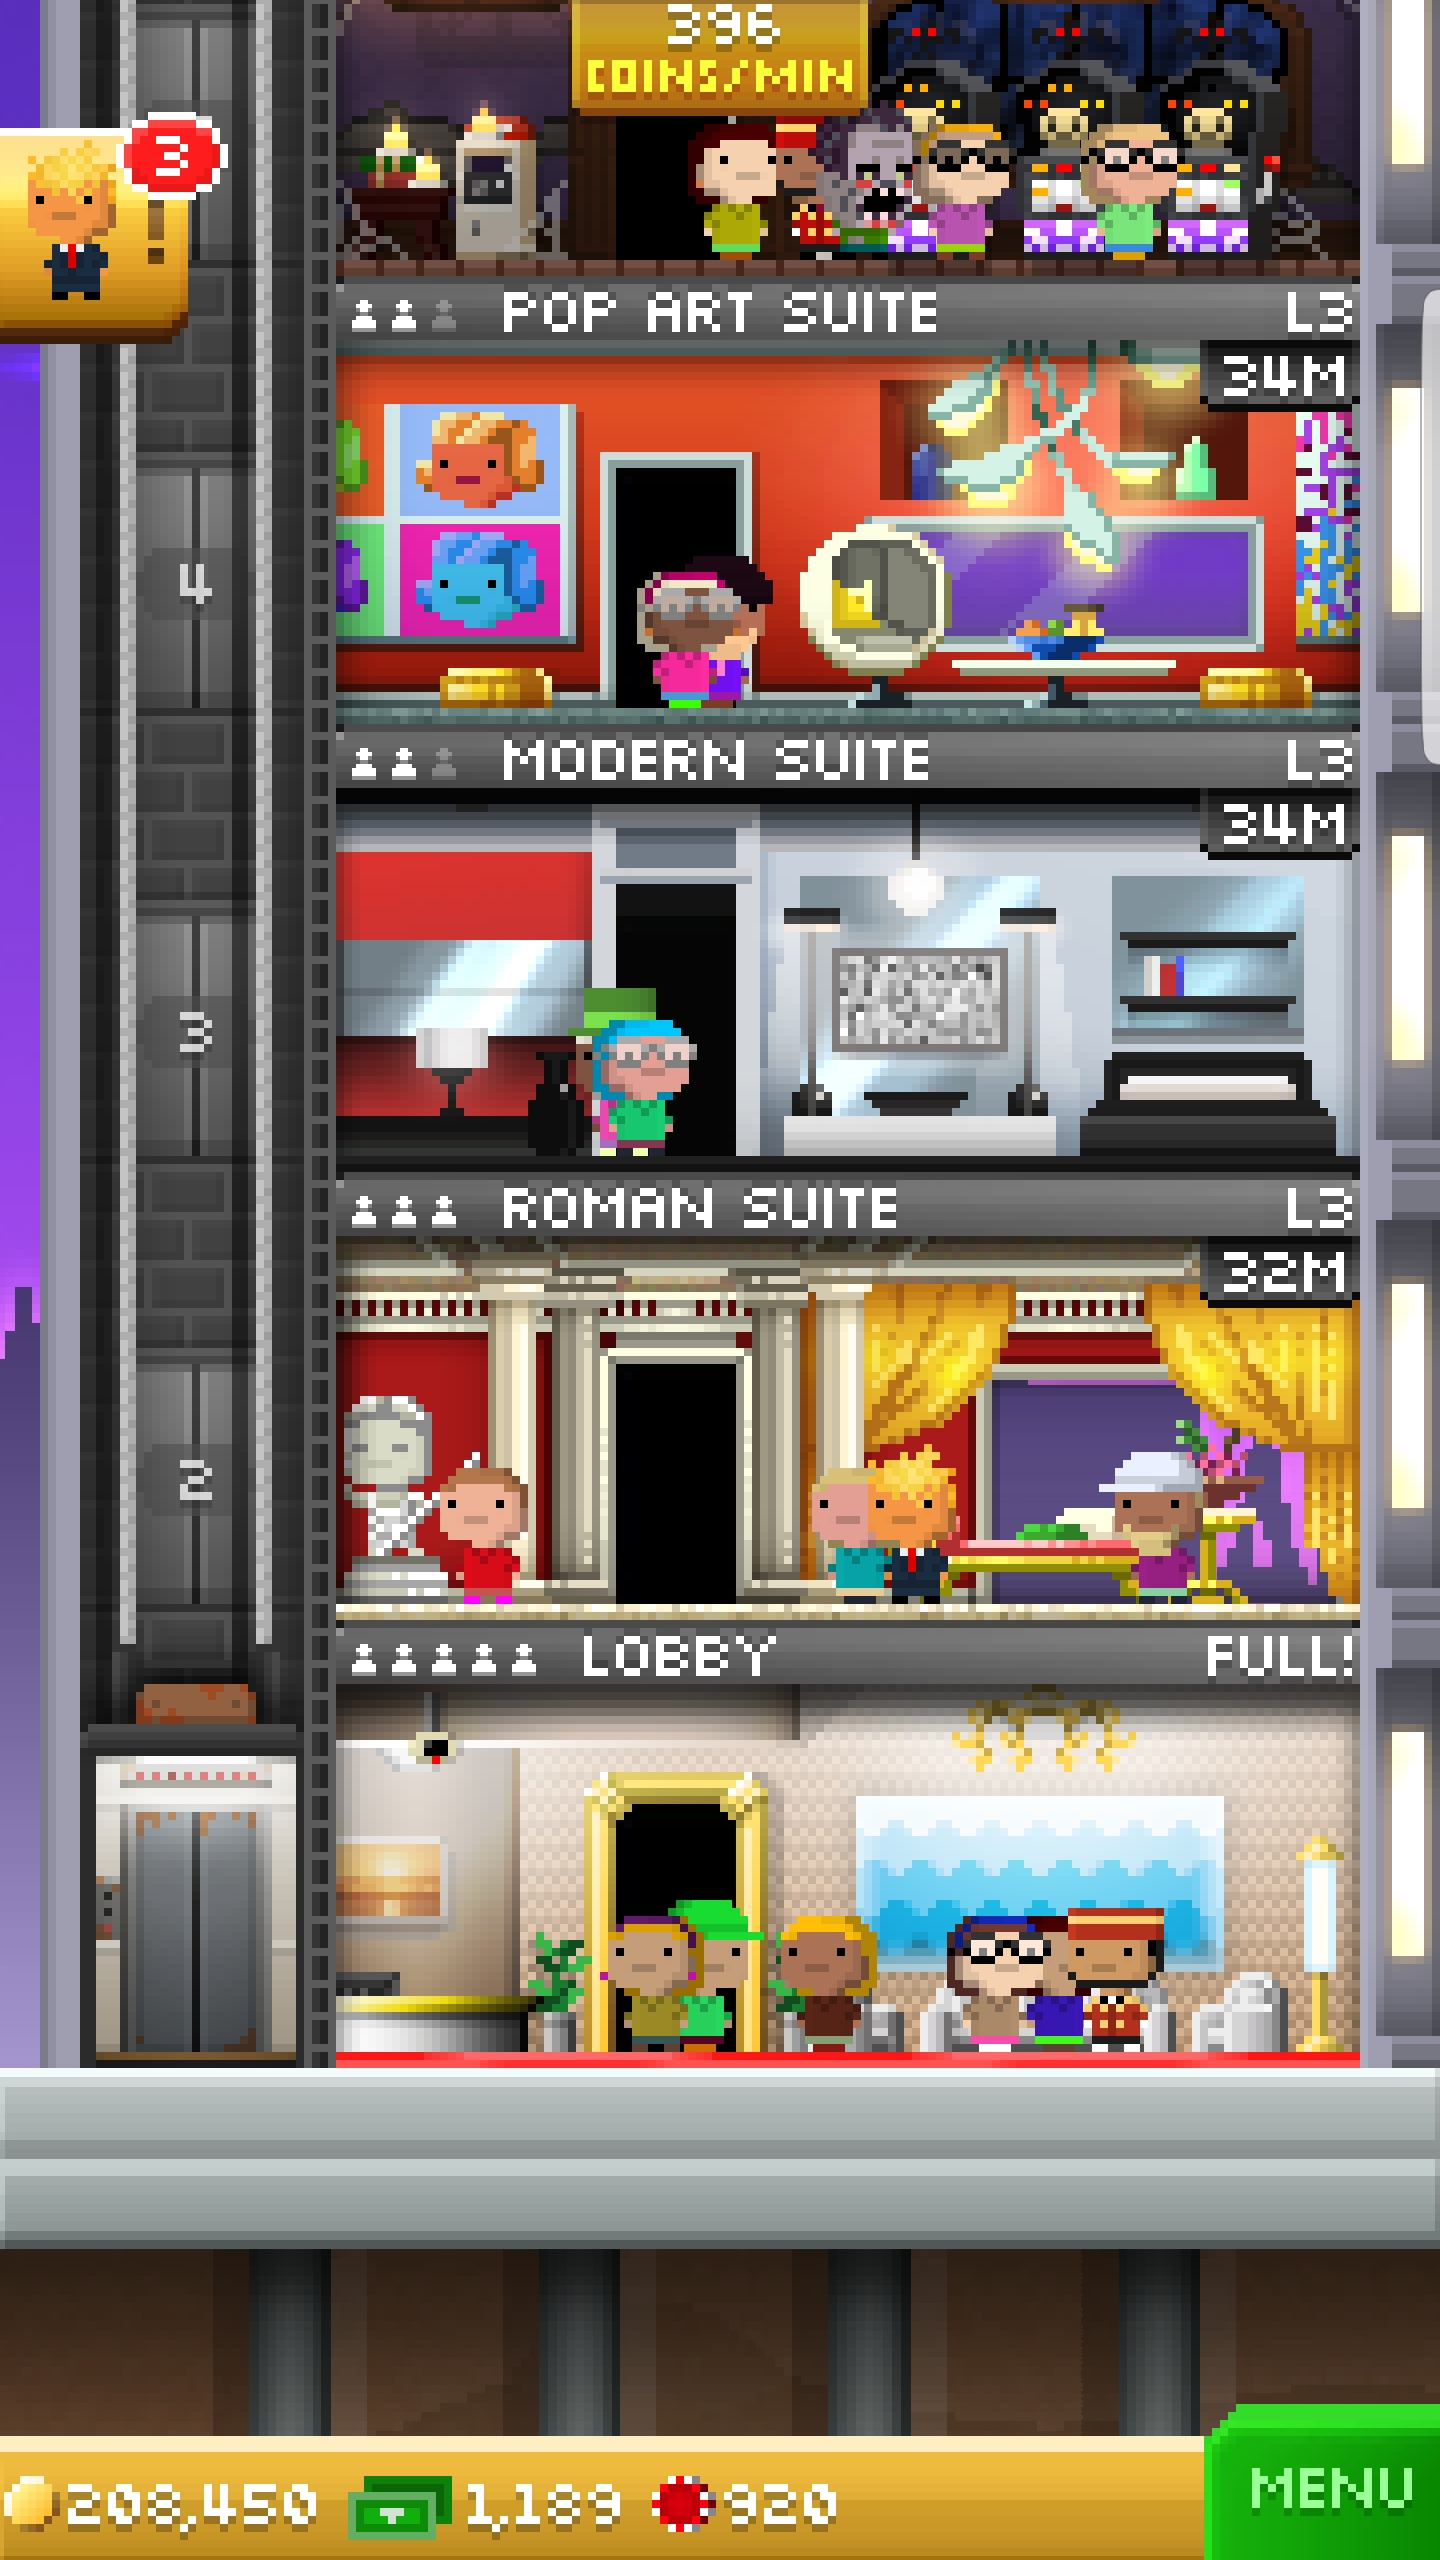 396
COINS/MIN
3
!
POP ART SUITE L3
34M
4
MODERN SUITE L3
34M
3
ROMAN SUITE L3
32M
2
LOBBY FULL!
208,450 1,189 920
MENU